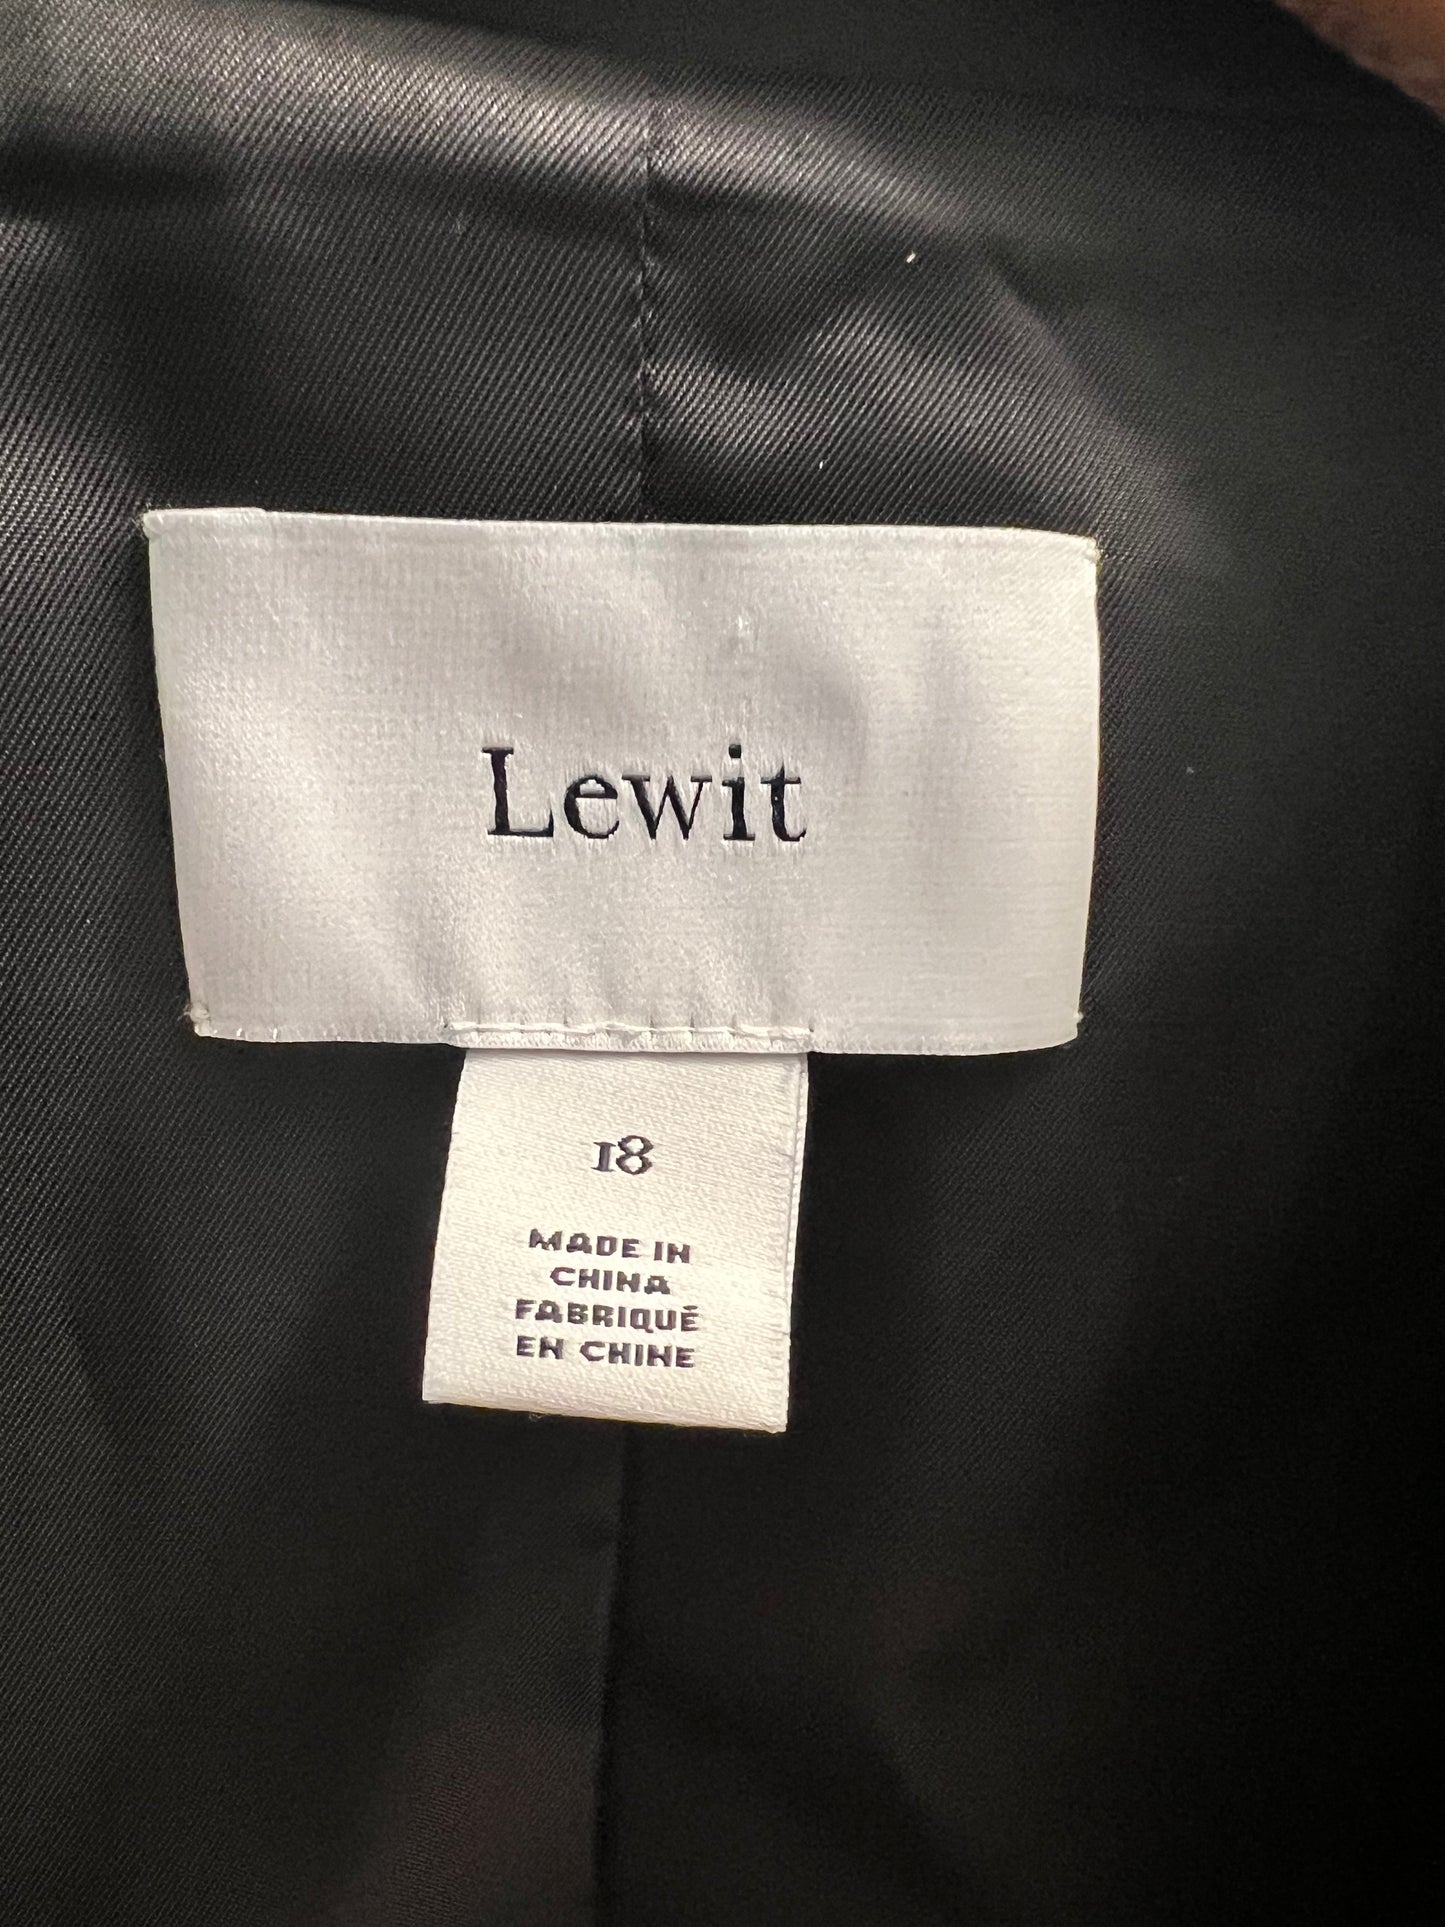 Lewit
18
MADE IN
CHINA
FABRIQUÉ
EN CHINE